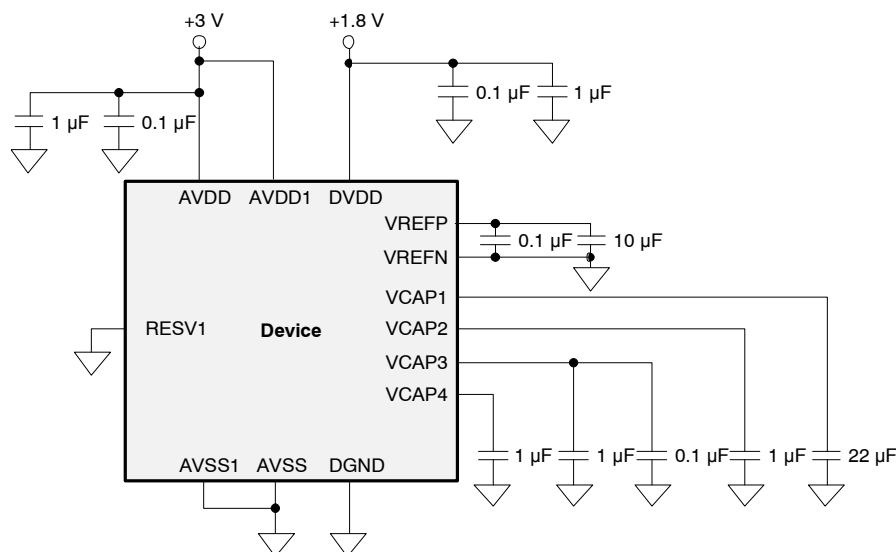 +3 V
+1.8 V
1 µF
0.1 µF
0.1 µF
1 µF
AVDD
AVDD1
DVDD
VREFP
VREFN
0.1 µF
10 µF
VCAP1
RESV1
Device
VCAP2
VCAP3
VCAP4
1 µF
1 µF
0.1 µF
1 µF
22 µF
AVSS1
AVSS
DGND